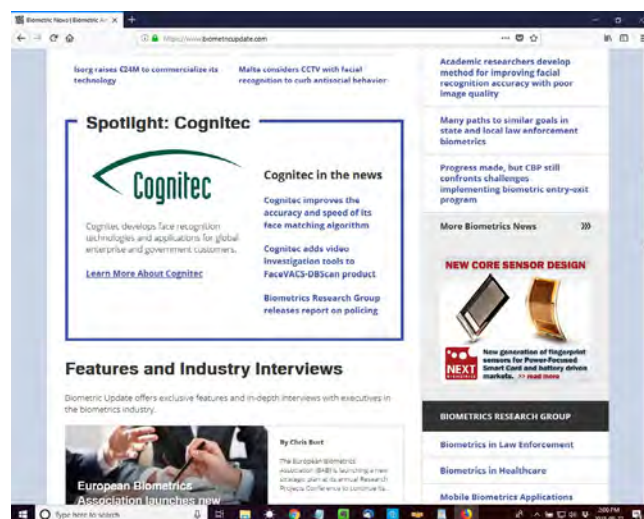 Biometric News | Biometric Ar
https://www.biometricupdate.com
Isorg raises €24M to commercialize its
technology
Malta considers CCTV with facial
recognition to curb antisocial behavior
Spotlight: Cognitec
Cognitec
Cognitec develops face recognition
technologies and applications for global
enterprise and government customers.
Learn More About Cognitec
Cognitec in the news
Cognitec improves the
accuracy and speed of its
face matching algorithm
Cognitec adds video
investigation tools to
FaceVACS-DBScan product
Biometrics Research Group
releases report on policing
Features and Industry Interviews
Biometric Update offers exclusive features and in-depth interviews with executives in
the biometrics industry.
European Biometrics
Association launches new
By Chris Burt
The European Biometrics
Association (EAB) is launching a new
strategic plan at its annual Research
Projects Conference to continue its
Academic researchers develop
method for improving facial
recognition accuracy with poor
image quality
Many paths to similar goals in
state and local law enforcement
biometrics
Progress made, but CBP still
confronts challenges
implementing biometric entry-exit
program
More Biometrics News
NEW CORE SENSOR DESIGN
NEXT
New generation of fingerprint
sensors for Power-Focused
Smart Card and battery driven
markets. >> read more
BIOMETRICS RESEARCH GROUP
Biometrics in Law Enforcement
Biometrics in Healthcare
Mobile Biometrics Applications
Type here to search